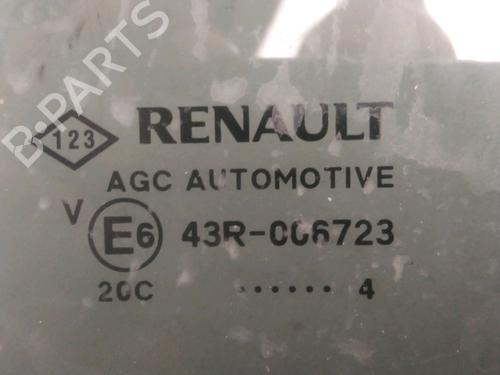 B-Parts
123 RENAULT
AGC AUTOMOTIVE
V E6 43R-006723
20C ...... 4